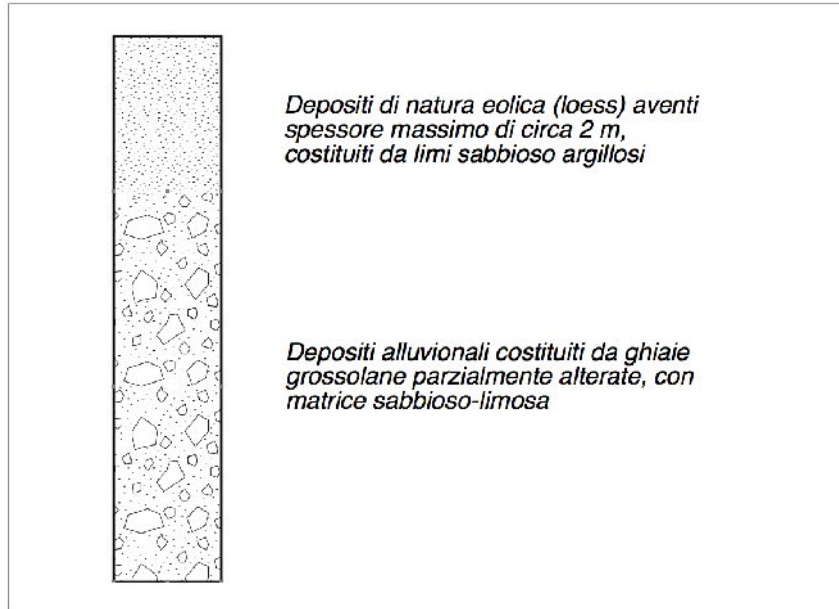 Depositi di natura eolica (loess) aventi
spessore massimo di circa 2 m,
costituiti da limi sabbioso argillosi
Depositi alluvionali costituiti da ghiaie
grossolane parzialmente alterate, con
matrice sabbioso-limosa